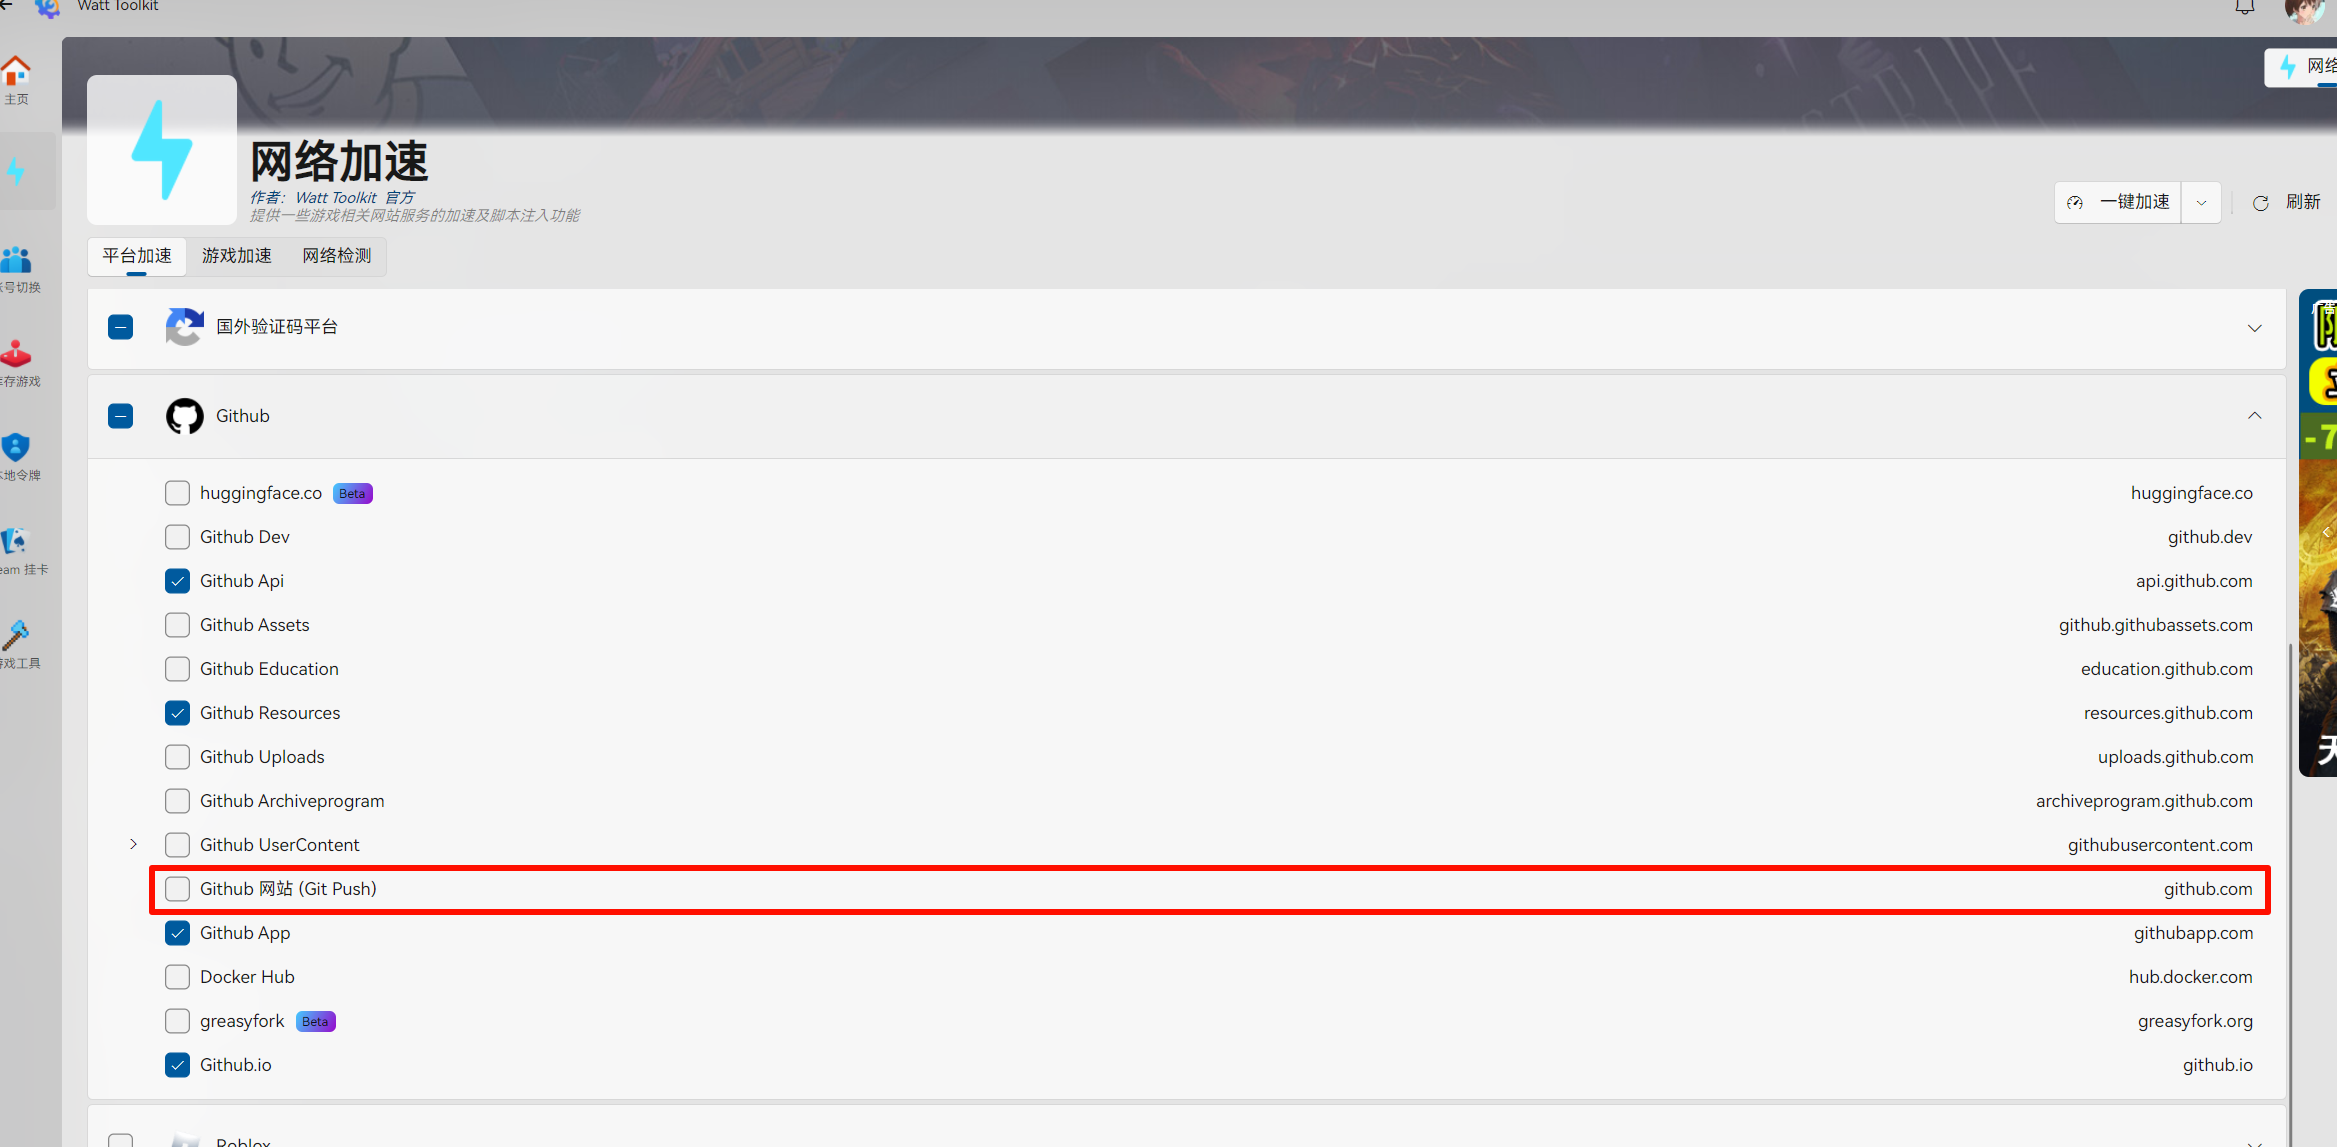 Watt Toolkit
主页
网络
网络加速
作者: Watt Toolkit 官方
提供一些游戏相关网站服务的加速及脚本注入功能
一键加速
刷新
平台加速
游戏加速
网络检测
号切换
存游戏
地令牌
eam 挂卡
戏工具
国外验证码平台
Github
huggingface.co Beta huggingface.co
Github Dev github.dev
Github Api api.github.com
Github Assets github.githubassets.com
Github Education education.github.com
Github Resources resources.github.com
Github Uploads uploads.github.com
Github Archiveprogram archiveprogram.github.com
Github UserContent githubusercontent.com
Github 网站 (Git Push) github.com
Github App githubapp.com
Docker Hub hub.docker.com
greasyfork Beta greasyfork.org
Github.io github.io
Roblox
-7
天